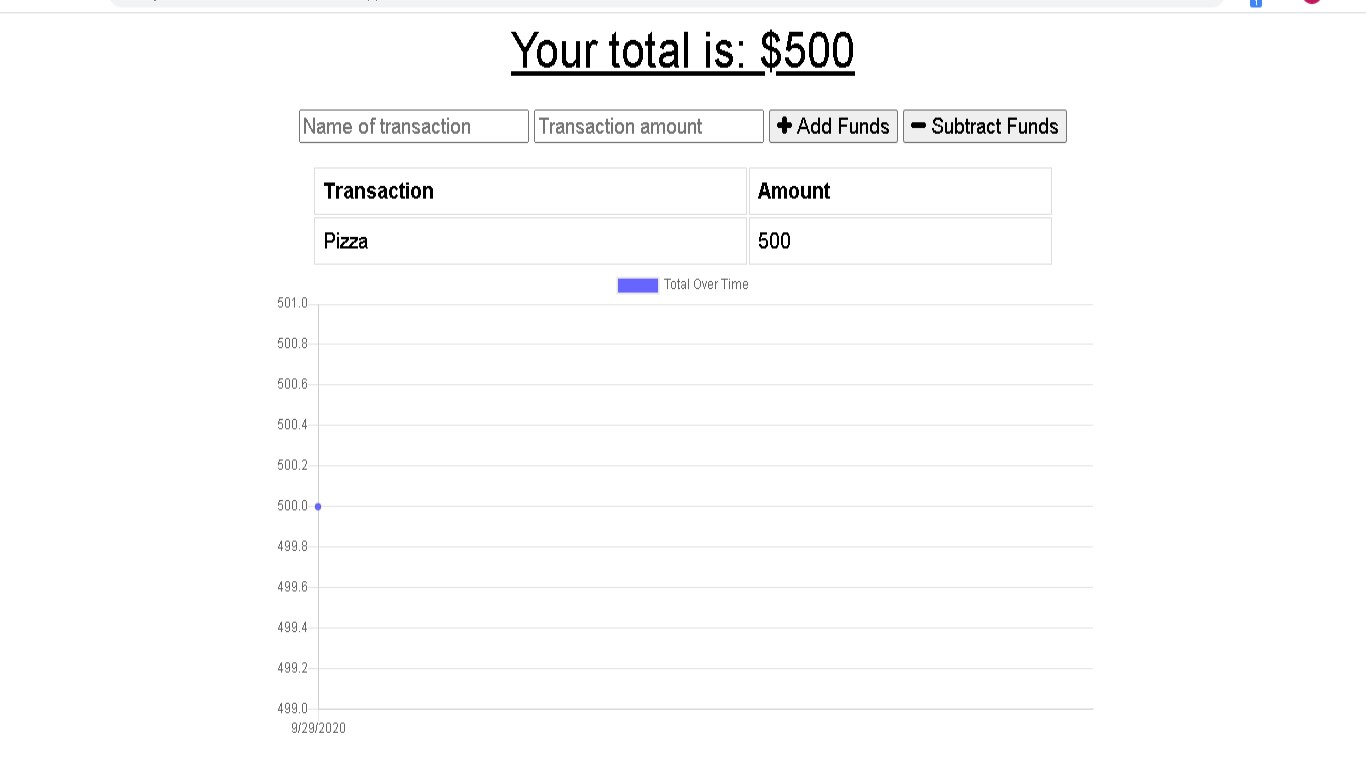 Your total is: $500
Name of transaction Transaction amount Add Funds Subtract Funds
Transaction Amount
Pizza 500
Total Over Time
501.0
500.8
500.6
500.4
500.2
500.0
499.8
499.6
499.4
499.2
499.0
9/29/2020